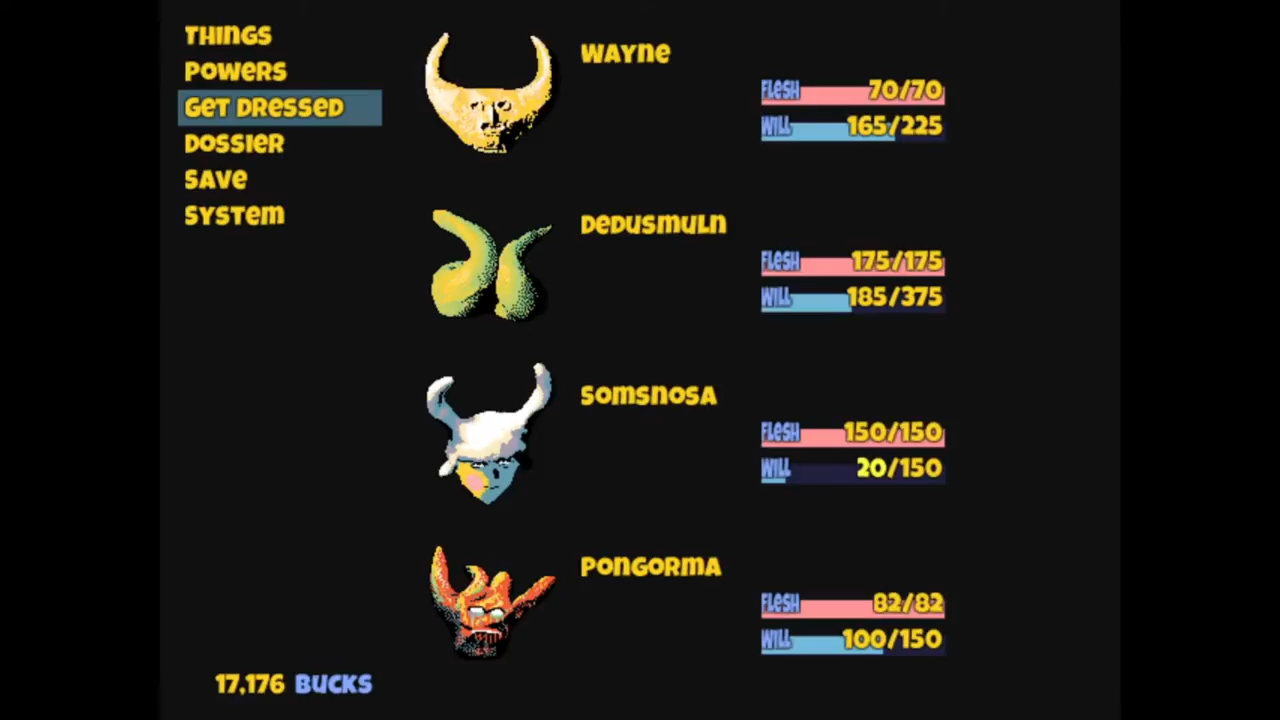 THINGS
POWERS
GET DRESSED
DOSSIER
SAVE
SYSTEM
WAYNE
FLESH 70/70
WILL 165/225
DEDUSMULN
FLESH 175/175
WILL 185/375
SOMSNOSA
FLESH 150/150
WILL 20/150
PONGORMA
FLESH 82/82
WILL 100/150
17,176 BUCKS